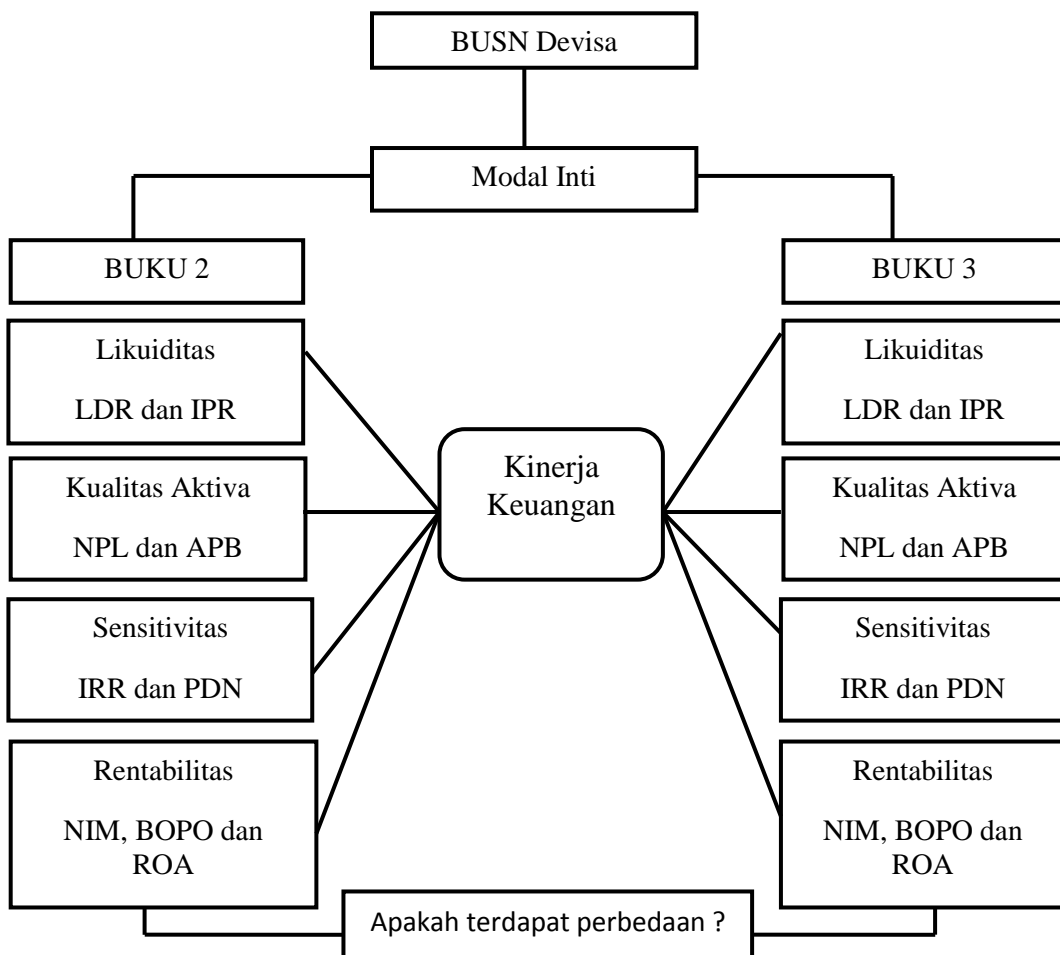 BUSN Devisa
Modal Inti
BUKU 2
BUKU 3
Likuiditas
LDR dan IPR
Likuiditas
LDR dan IPR
Kinerja
Keuangan
Kualitas Aktiva
NPL dan APB
Kualitas Aktiva
NPL dan APB
Sensitivitas
IRR dan PDN
Sensitivitas
IRR dan PDN
Rentabilitas
NIM, BOPO dan
ROA
Rentabilitas
NIM, BOPO dan
ROA
Apakah terdapat perbedaan ?